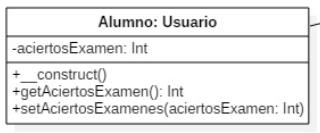 Alumno: Usuario
-aciertosExamen: Int
+__construct()
+getAciertosExamen(): Int
+setAciertosExamenes(aciertosExamen: Int)